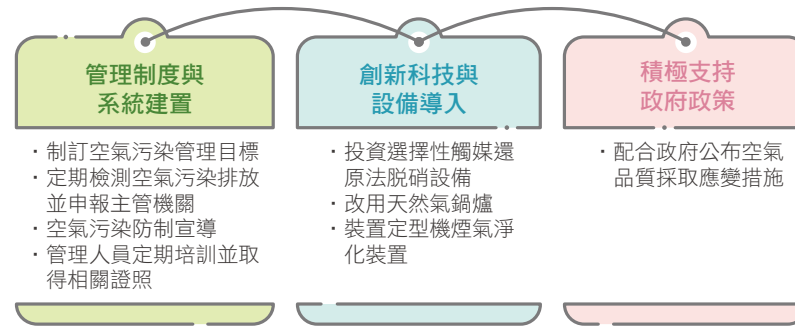 管理制度與
系統建置
・制訂空氣污染管理目標
・定期檢測空氣污染排放
並申報主管機關
・空氣污染防制宣導
・管理人員定期培訓並取
得相關證照
創新科技與
設備導入
・投資選擇性觸媒還
原法脱硝設備
・改用天然氣鍋爐
・裝置定型機煙氣淨
化裝置
積極支持
政府政策
・配合政府公布空氣
品質採取應變措施